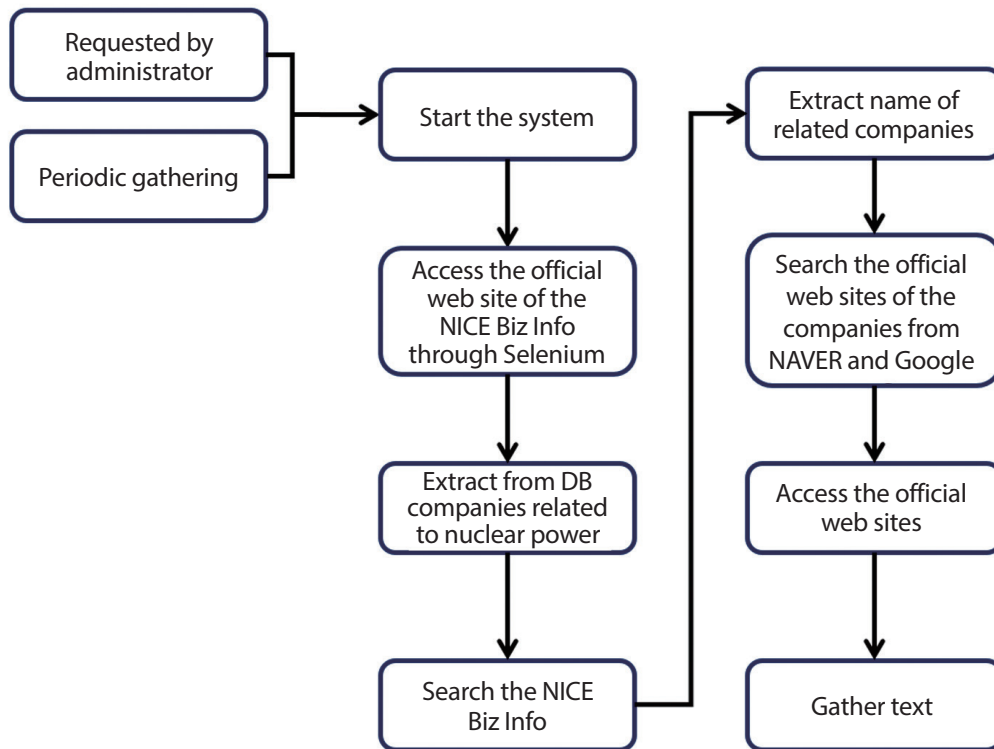 Requested by
administrator
Periodic gathering
Start the system
Access the official
web site of the
NICE Biz Info
through Selenium
Extract from DB
companies related
to nuclear power
Search the NICE
Biz Info
Extract name of
related companies
Search the official
web sites of the
companies from
NAVER and Google
Access the official
web sites
Gather text